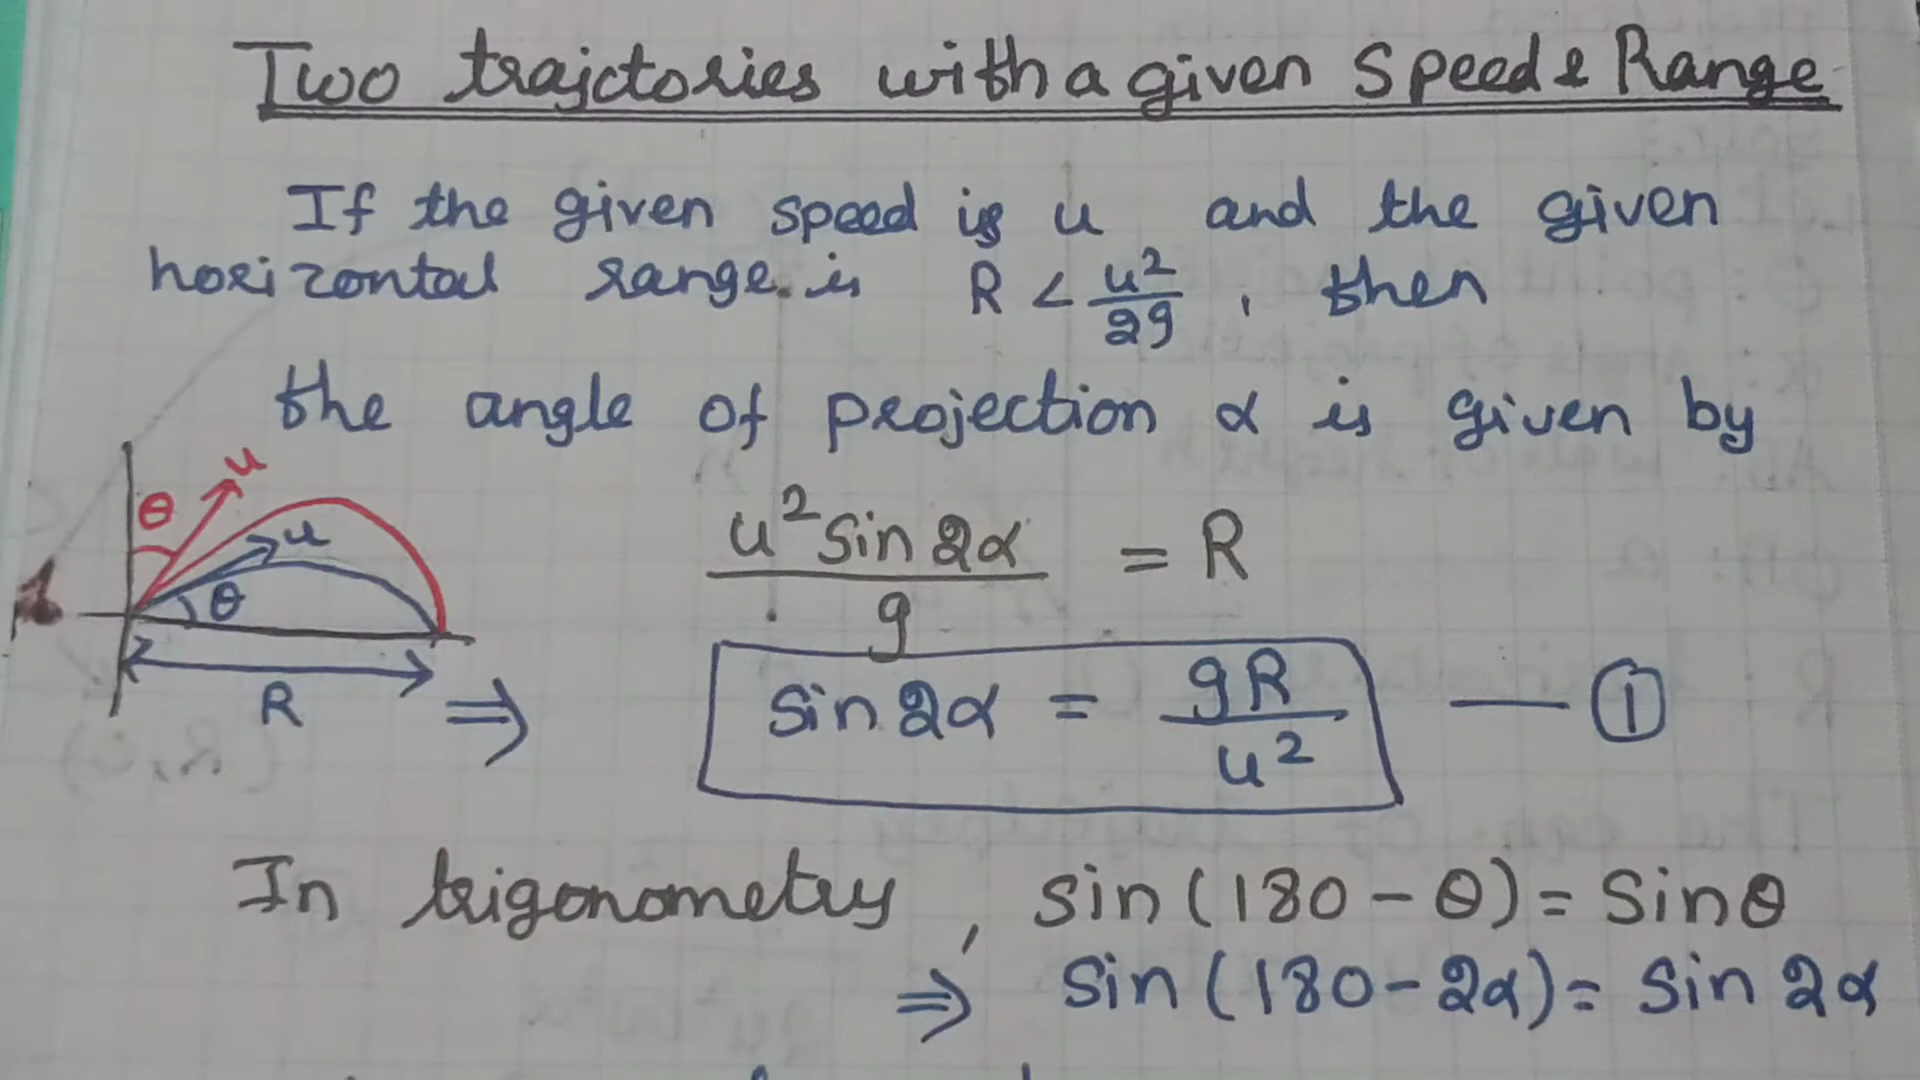 Two trajctories with a given Speed & Range
If the given speed is u and the given
horizontal range is R < u²/2g , then
the angle of projection α is given by
θ u
u
θ
R
u² sin 2α / g = R
⇒ sin 2α = gR / u² — ①
In trigonometry, sin(180 - θ) = Sin θ
⇒ Sin (180 - 2α) = Sin 2α